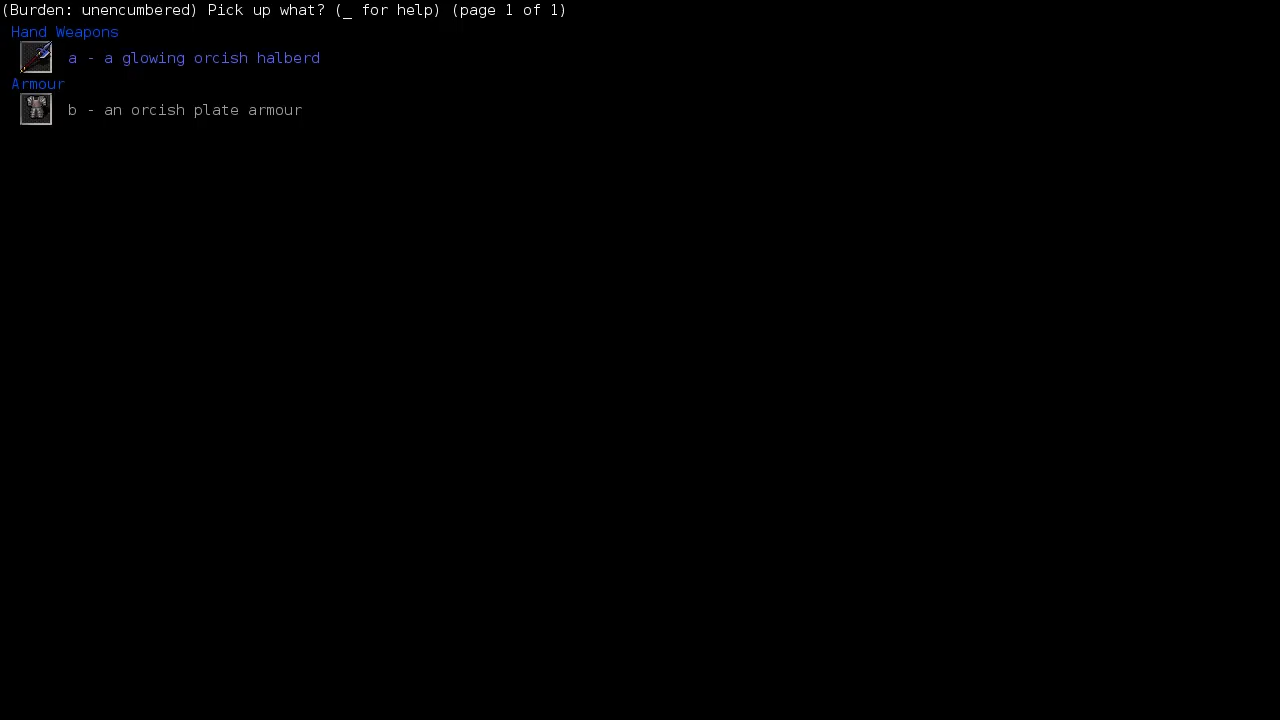 (Burden: unencumbered) Pick up what? (_ for help) (page 1 of 1)
Hand Weapons
a - a glowing orcish halberd
Armour
b - an orcish plate armour